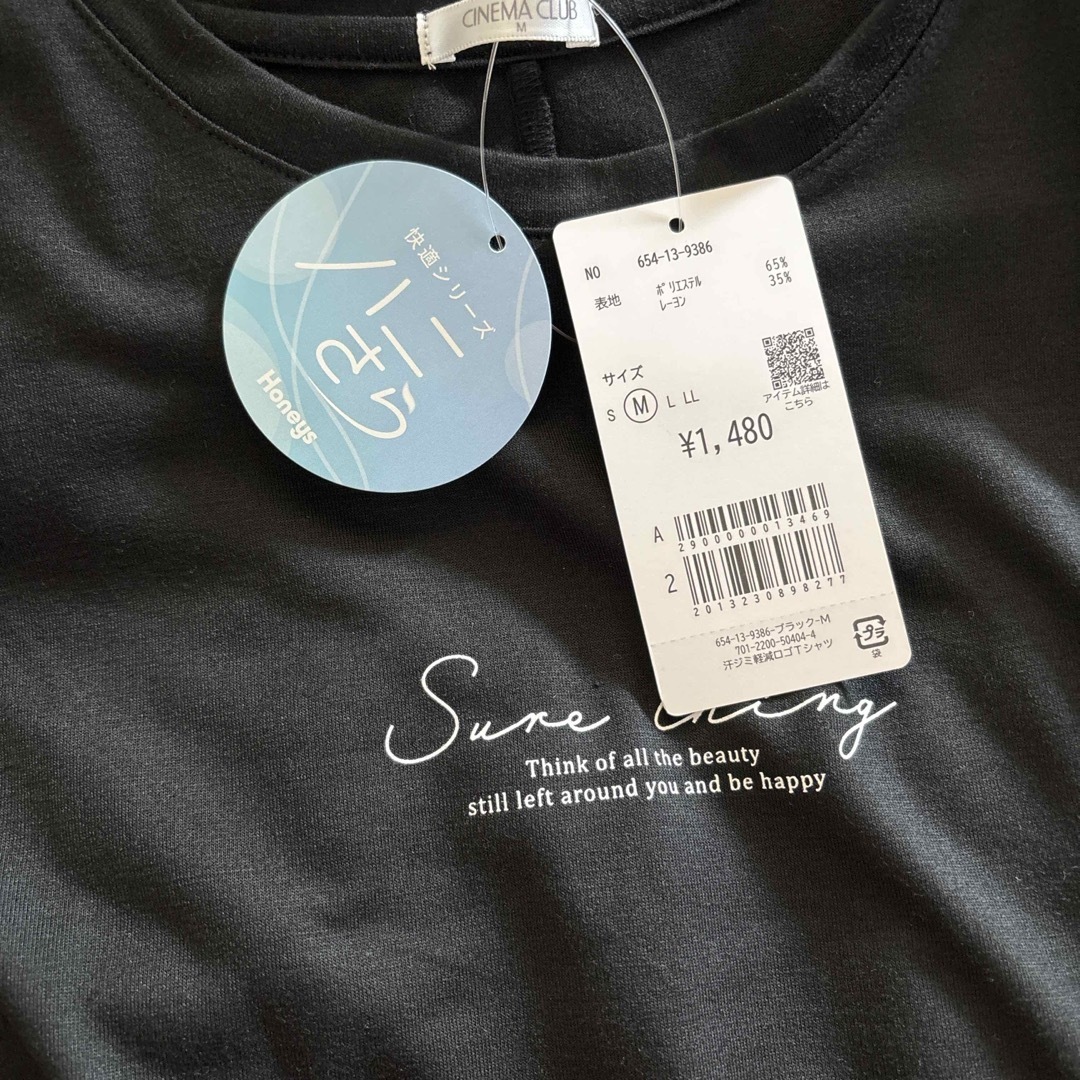 CINEMA CLUB
M
快適シリーズ
さら
Honeys
NO 654-13-9386
表地 ポリエステル 65%
レーヨン 35%
サイズ
S M L LL
アイテム詳細は
こちら
¥1,480
A
2900000013469
2
2013230898277
654-13-9386-ブラック-M
701-2200-50404-4
汗ジミ軽減ロゴTシャツ
プラ
袋
Sure thing
Think of all the beauty
still left around you and be happy